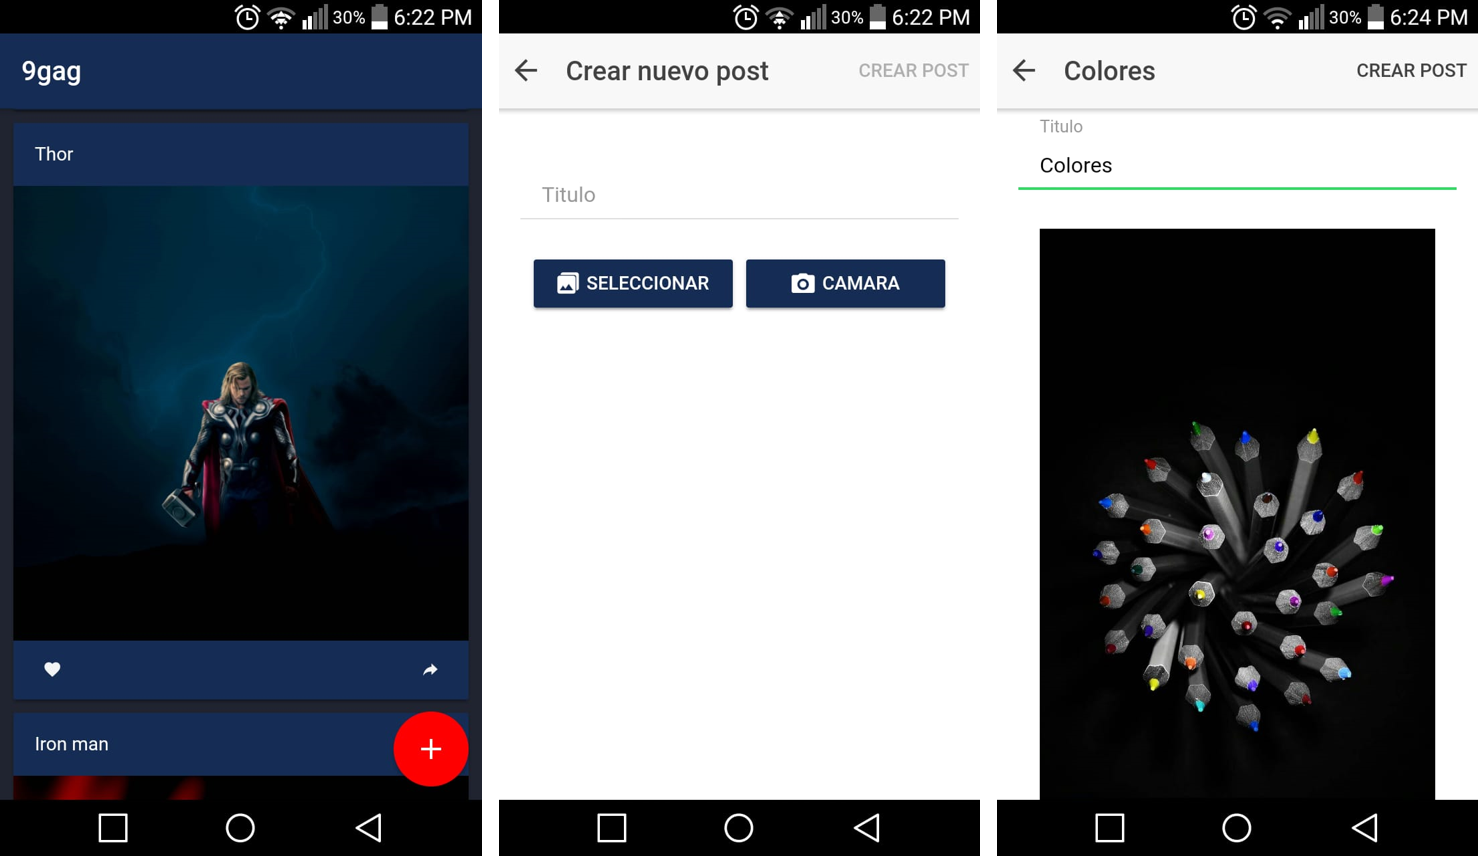 30% 6:22 PM
9gag
Thor
Iron man
30% 6:22 PM
Crear nuevo post CREAR POST
Titulo
SELECCIONAR CAMARA
30% 6:24 PM
Colores CREAR POST
Titulo
Colores